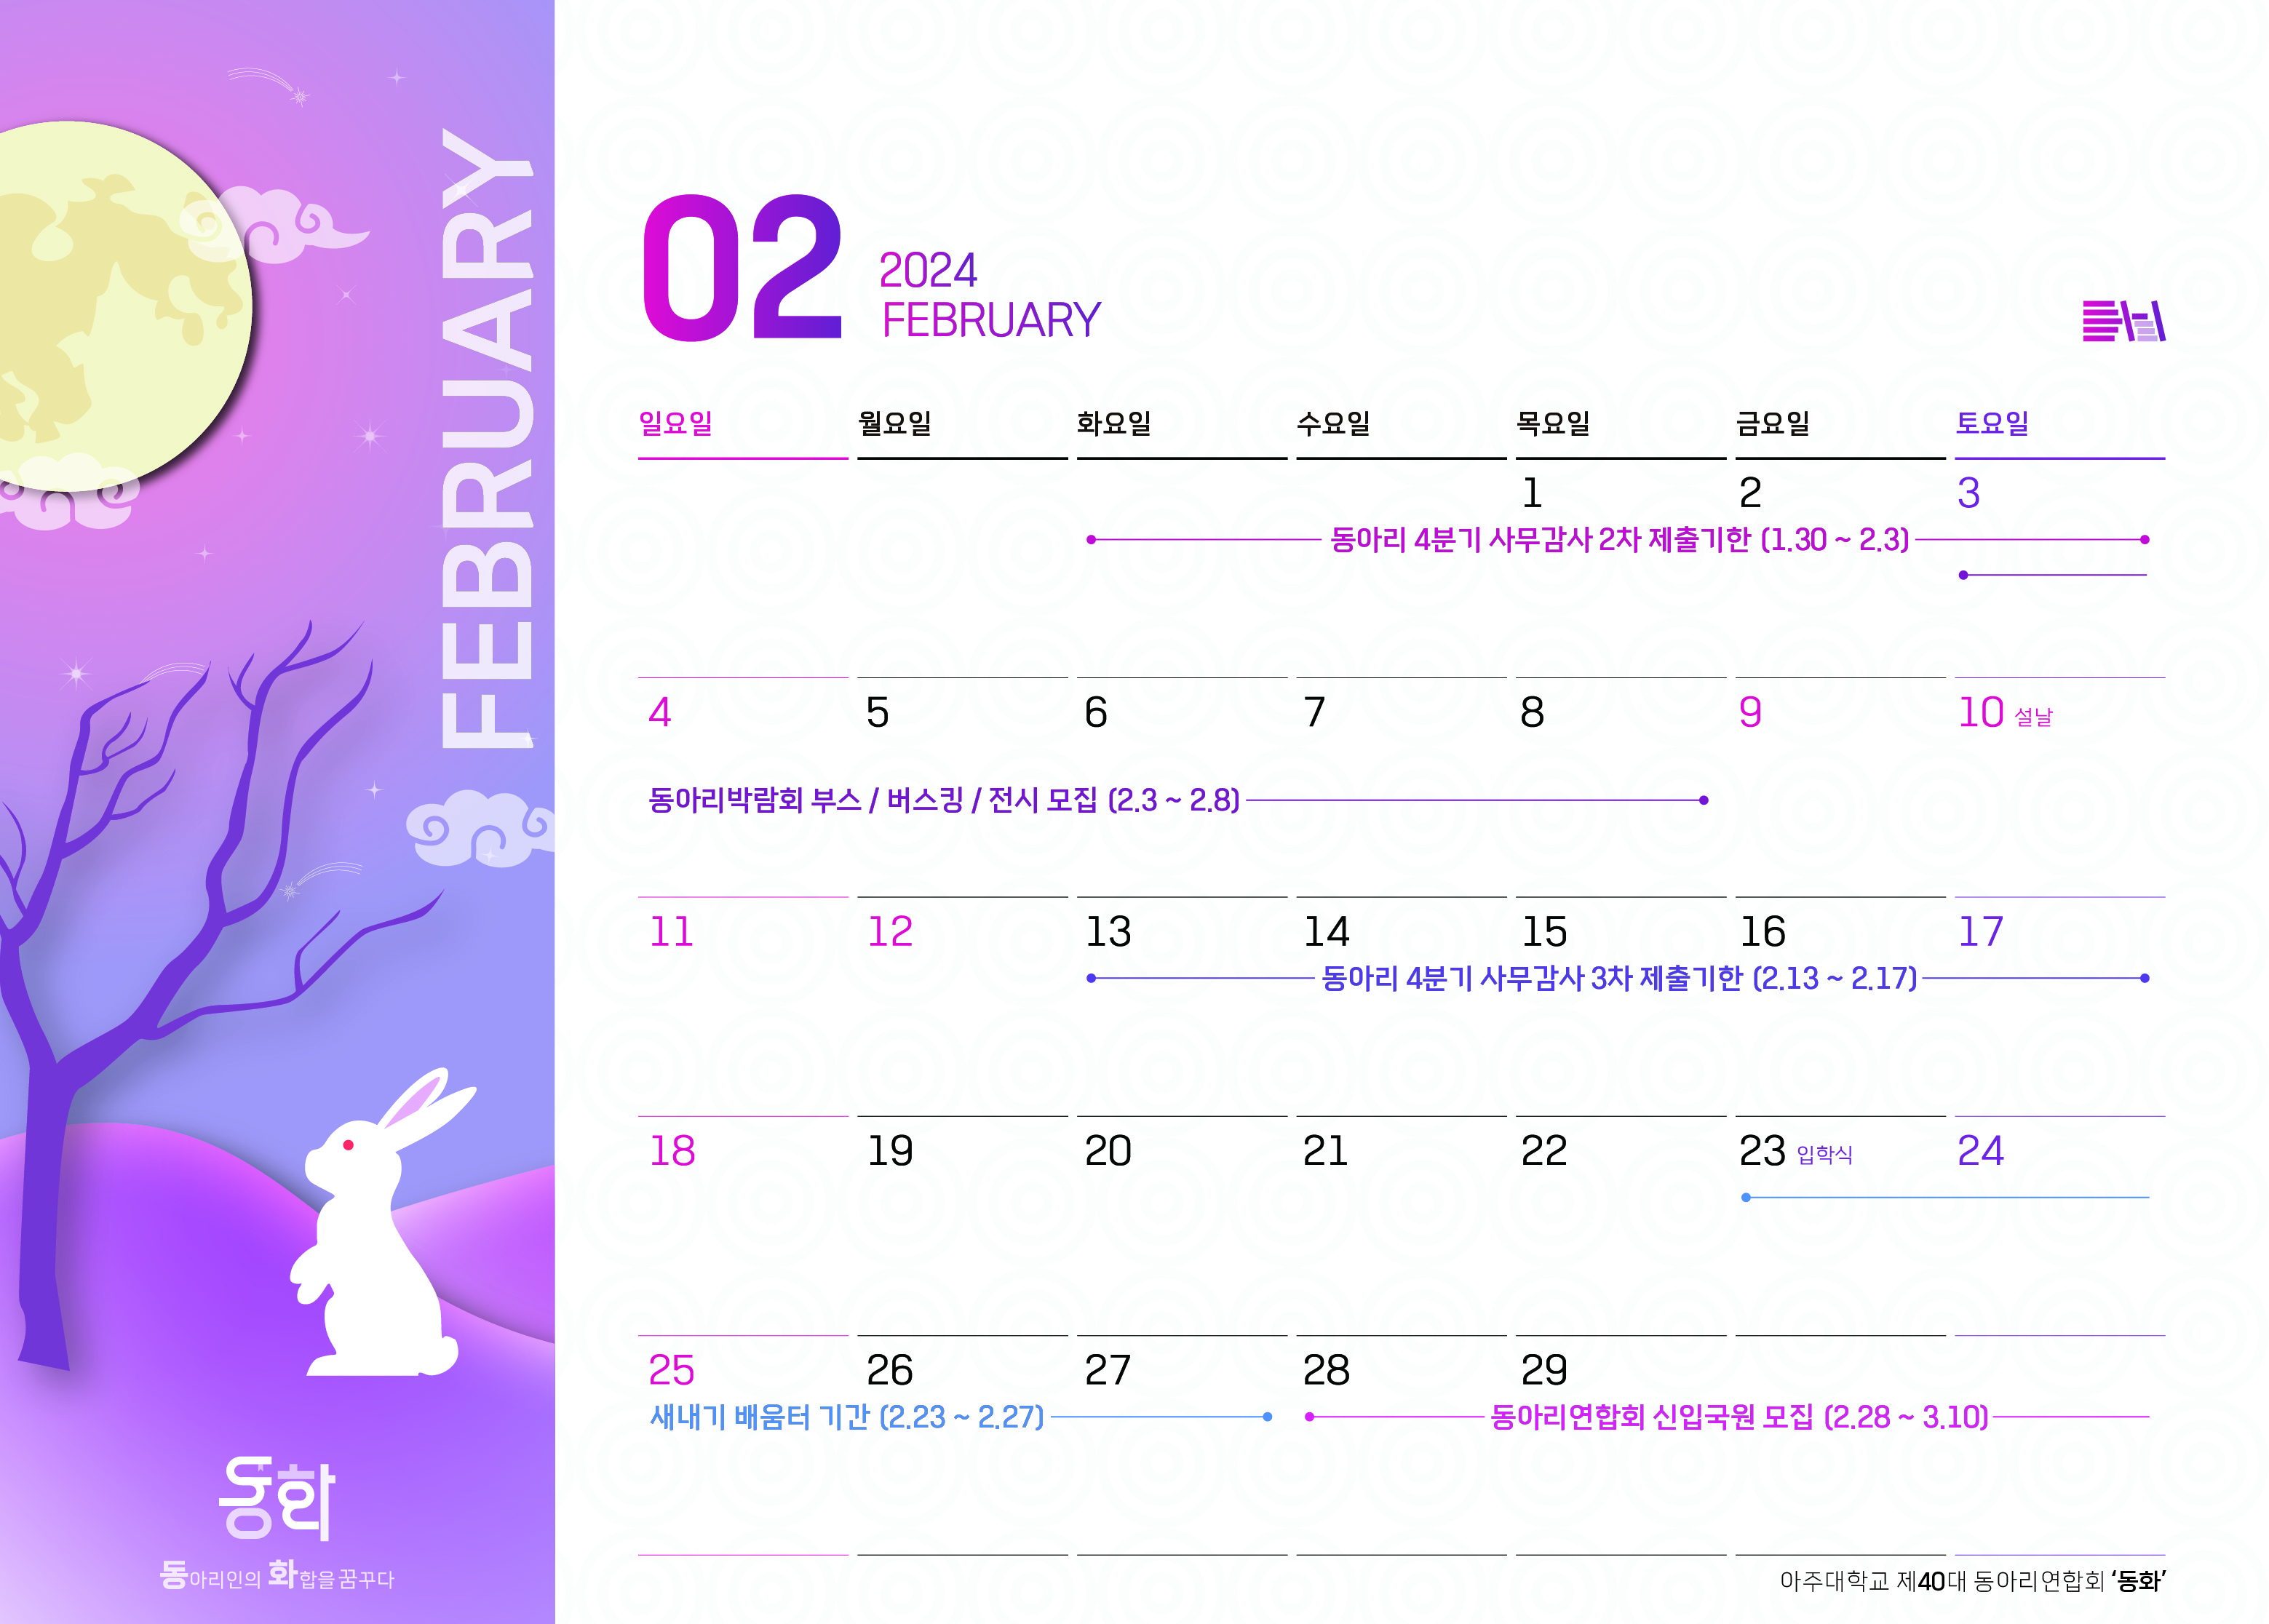 FEBRUARY
동화
동아리인의 화합을 꿈꾸다
02
2024
FEBRUARY
일요일 월요일 화요일 수요일 목요일 금요일 토요일
1 2 3
동아리 4분기 사무감사 2차 제출기한 (1.30 ~ 2.3)
4 5 6 7 8 9 10 설날
동아리박람회 부스 / 버스킹 / 전시 모집 (2.3 ~ 2.8)
11 12 13 14 15 16 17
동아리 4분기 사무감사 3차 제출기한 (2.13 ~ 2.17)
18 19 20 21 22 23 입학식 24
25 26 27 28 29
새내기 배움터 기간 (2.23 ~ 2.27) 동아리연합회 신입국원 모집 (2.28 ~ 3.10)
아주대학교 제40대 동아리연합회 ‘동화’